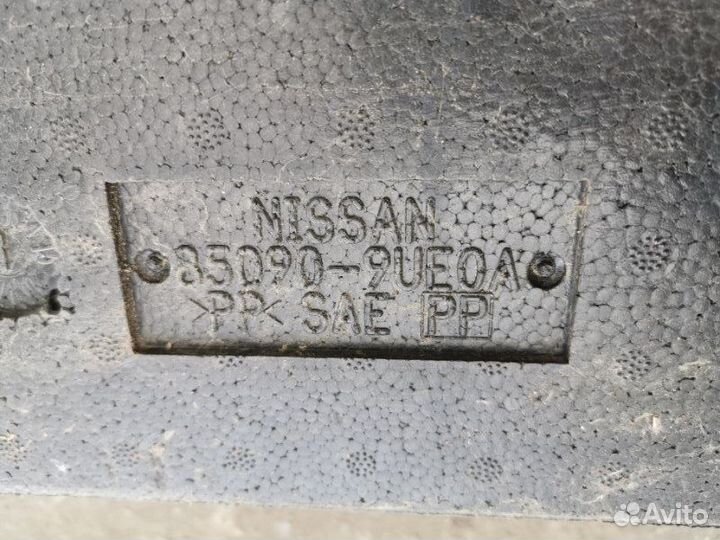 NISSAN
85090-9UE0A
>PP< SAE PP
Avito